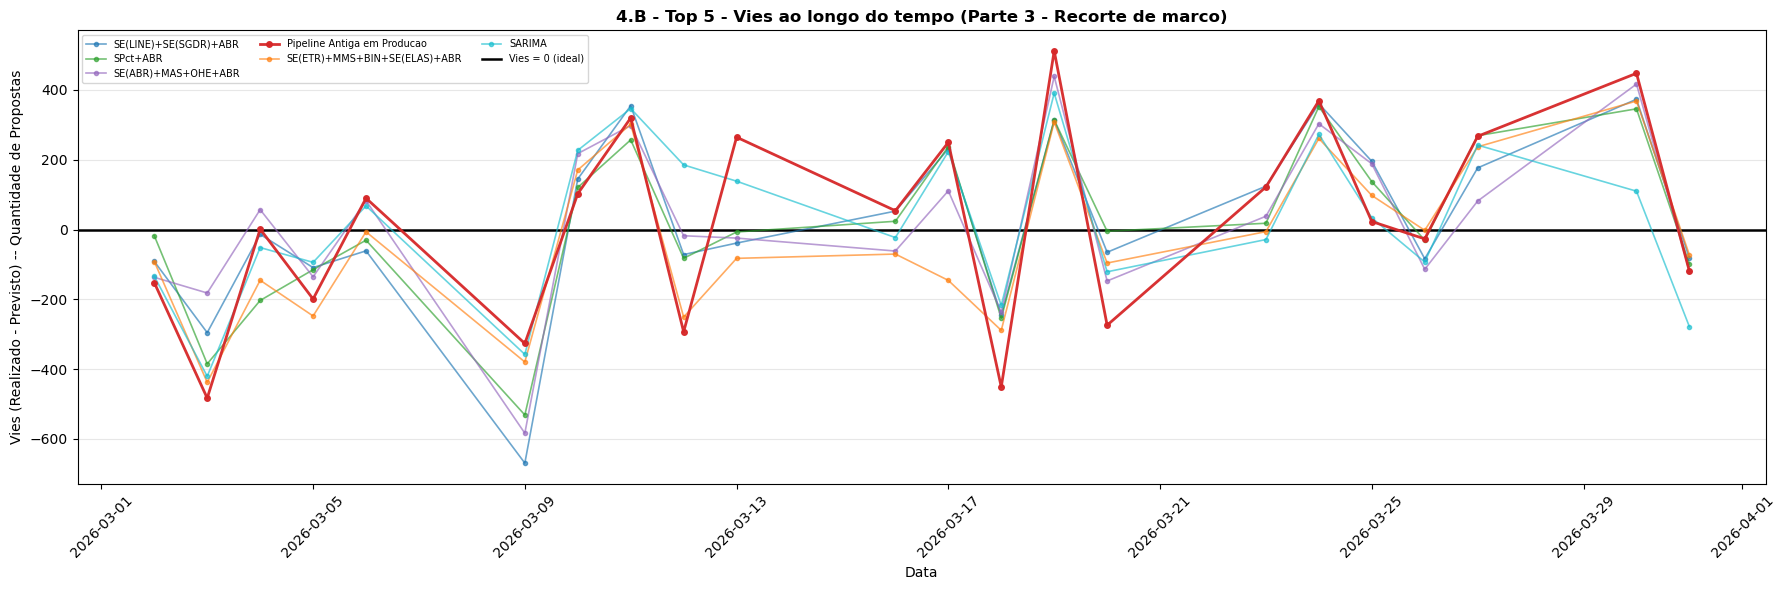 4.B - Top 5 - Vies ao longo do tempo (Parte 3 - Recorte de marco)
SE(LINE)+SE(SGDR)+ABR
SPct+ABR
SE(ABR)+MAS+OHE+ABR
Pipeline Antiga em Producao
SE(ETR)+MMS+BIN+SE(ELAS)+ABR
SARIMA
Vies = 0 (ideal)
Vies (Realizado - Previsto) -- Quantidade de Propostas
400
200
0
−200
−400
−600
2026-03-01
2026-03-05
2026-03-09
2026-03-13
2026-03-17
2026-03-21
2026-03-25
2026-03-29
2026-04-01
Data